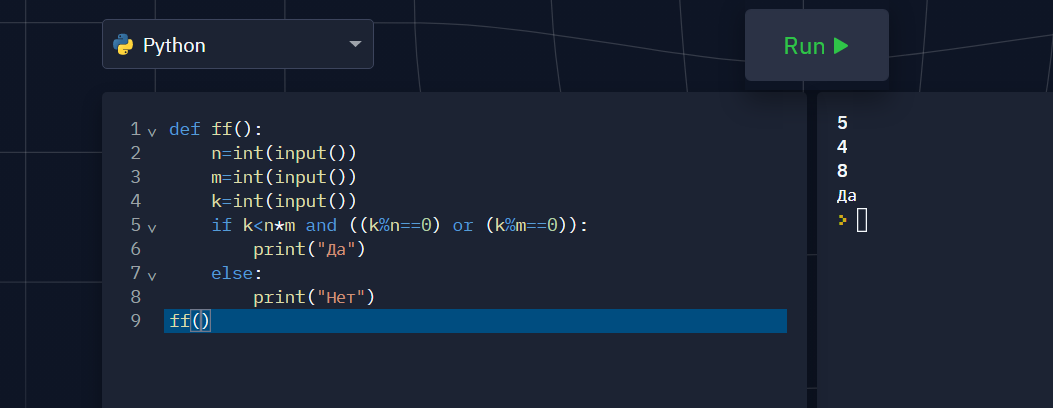 Python
Run
1 def ff():
2     n=int(input())
3     m=int(input())
4     k=int(input())
5     if k<n*m and ((k%n==0) or (k%m==0)):
6         print("Да")
7     else:
8         print("Нет")
9 ff()
5
4
8
Да
>